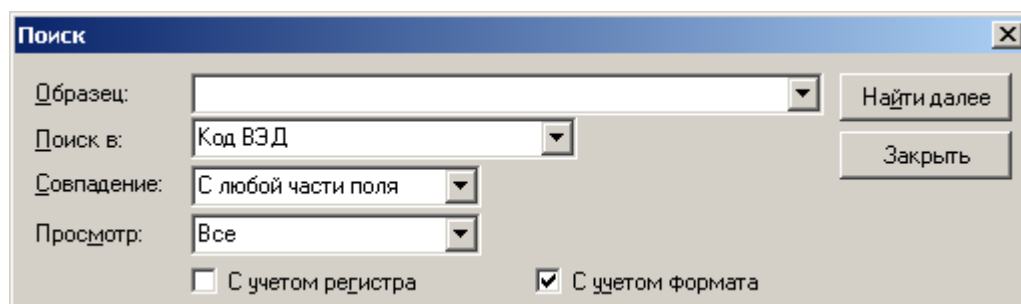 Поиск
Образец:
Найти далее
Поиск в: Код ВЭД
Закрыть
Совпадение: С любой части поля
Просмотр: Все
С учетом регистра С учетом формата